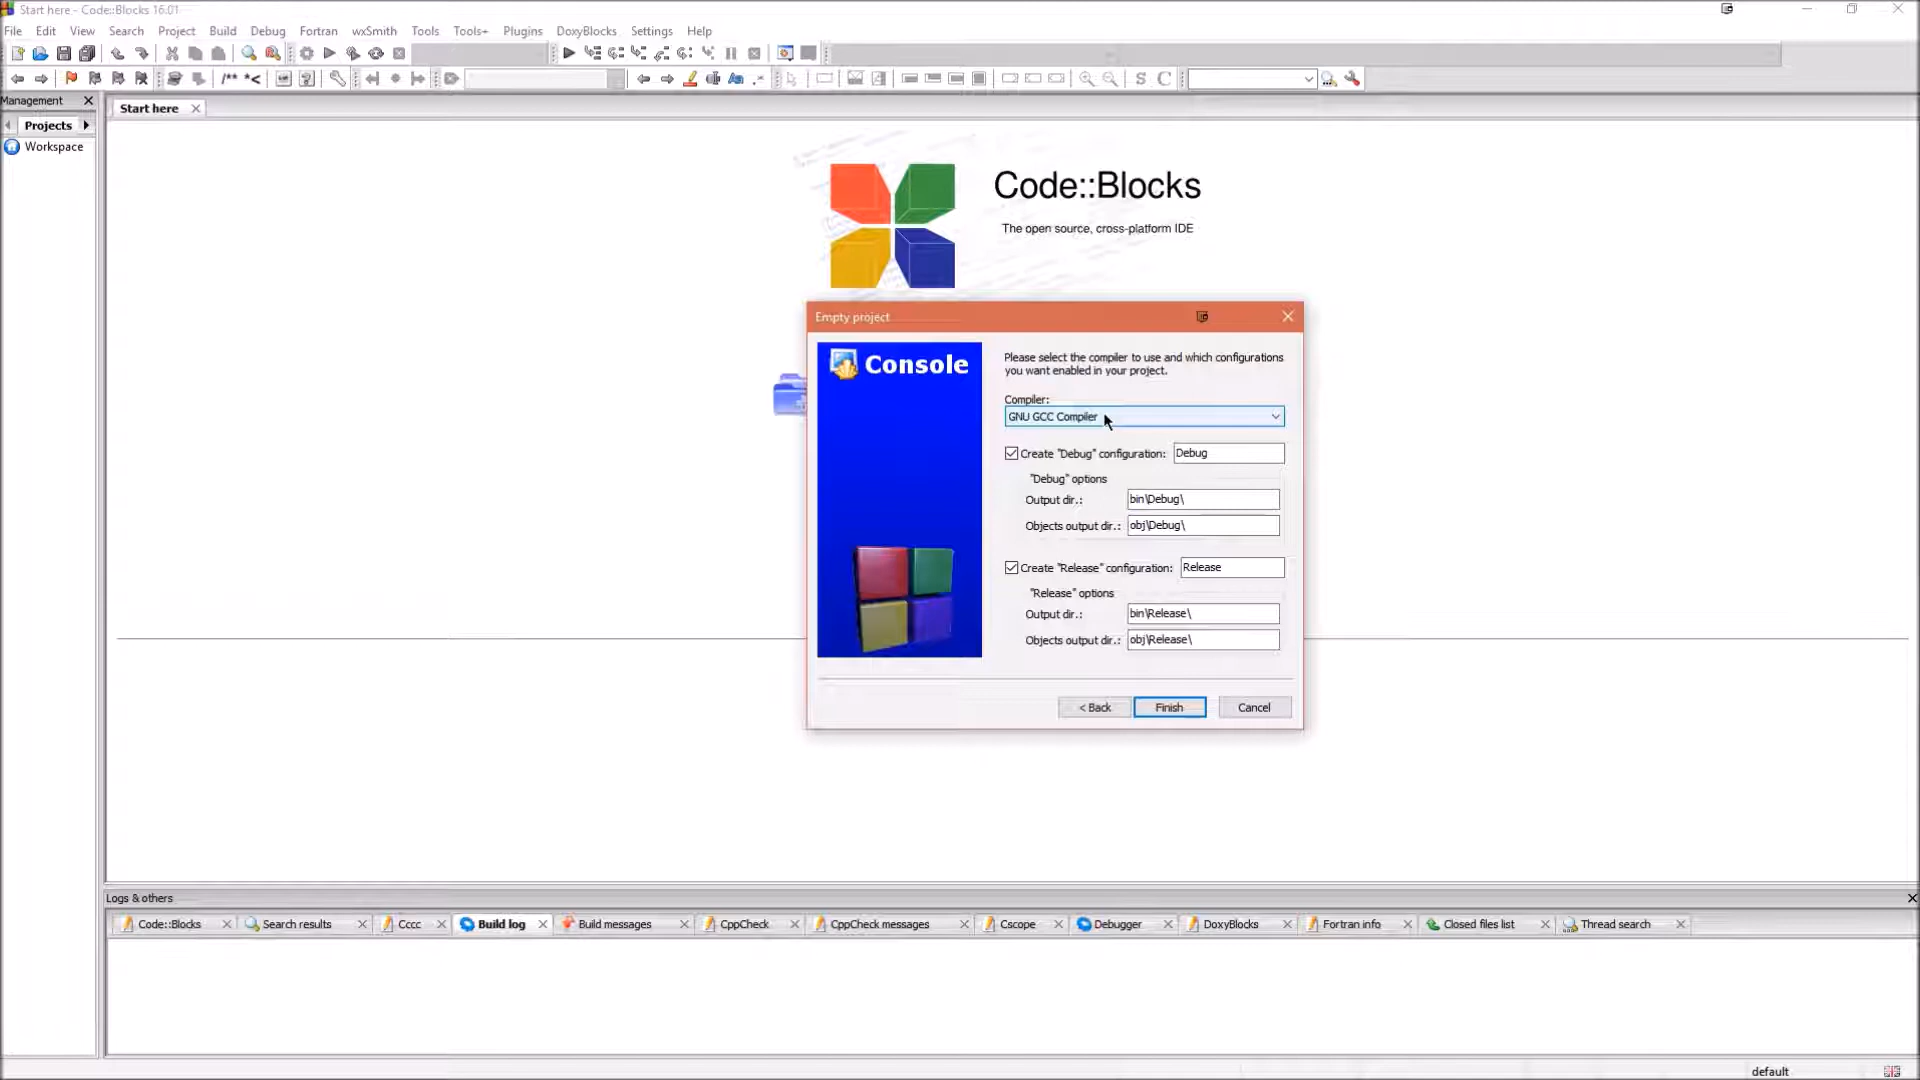 Start here - Code::Blocks 16.01
File Edit View Search Project Build Debug Fortran wxSmith Tools Tools+ Plugins DoxyBlocks Settings Help
/** *<
S C
Management
Start here
Projects
Workspace
Code::Blocks
The open source, cross-platform IDE
Empty project
Console
Please select the compiler to use and which configurations
you want enabled in your project.
Compiler:
GNU GCC Compiler
Create "Debug" configuration: Debug
"Debug" options
Output dir.: bin\Debug\
Objects output dir.: obj\Debug\
Create "Release" configuration: Release
"Release" options
Output dir.: bin\Release\
Objects output dir.: obj\Release\
< Back Finish Cancel
Logs & others
Code::Blocks Search results Cccc Build log Build messages CppCheck CppCheck messages Cscope Debugger DoxyBlocks Fortran info Closed files list Thread search
default